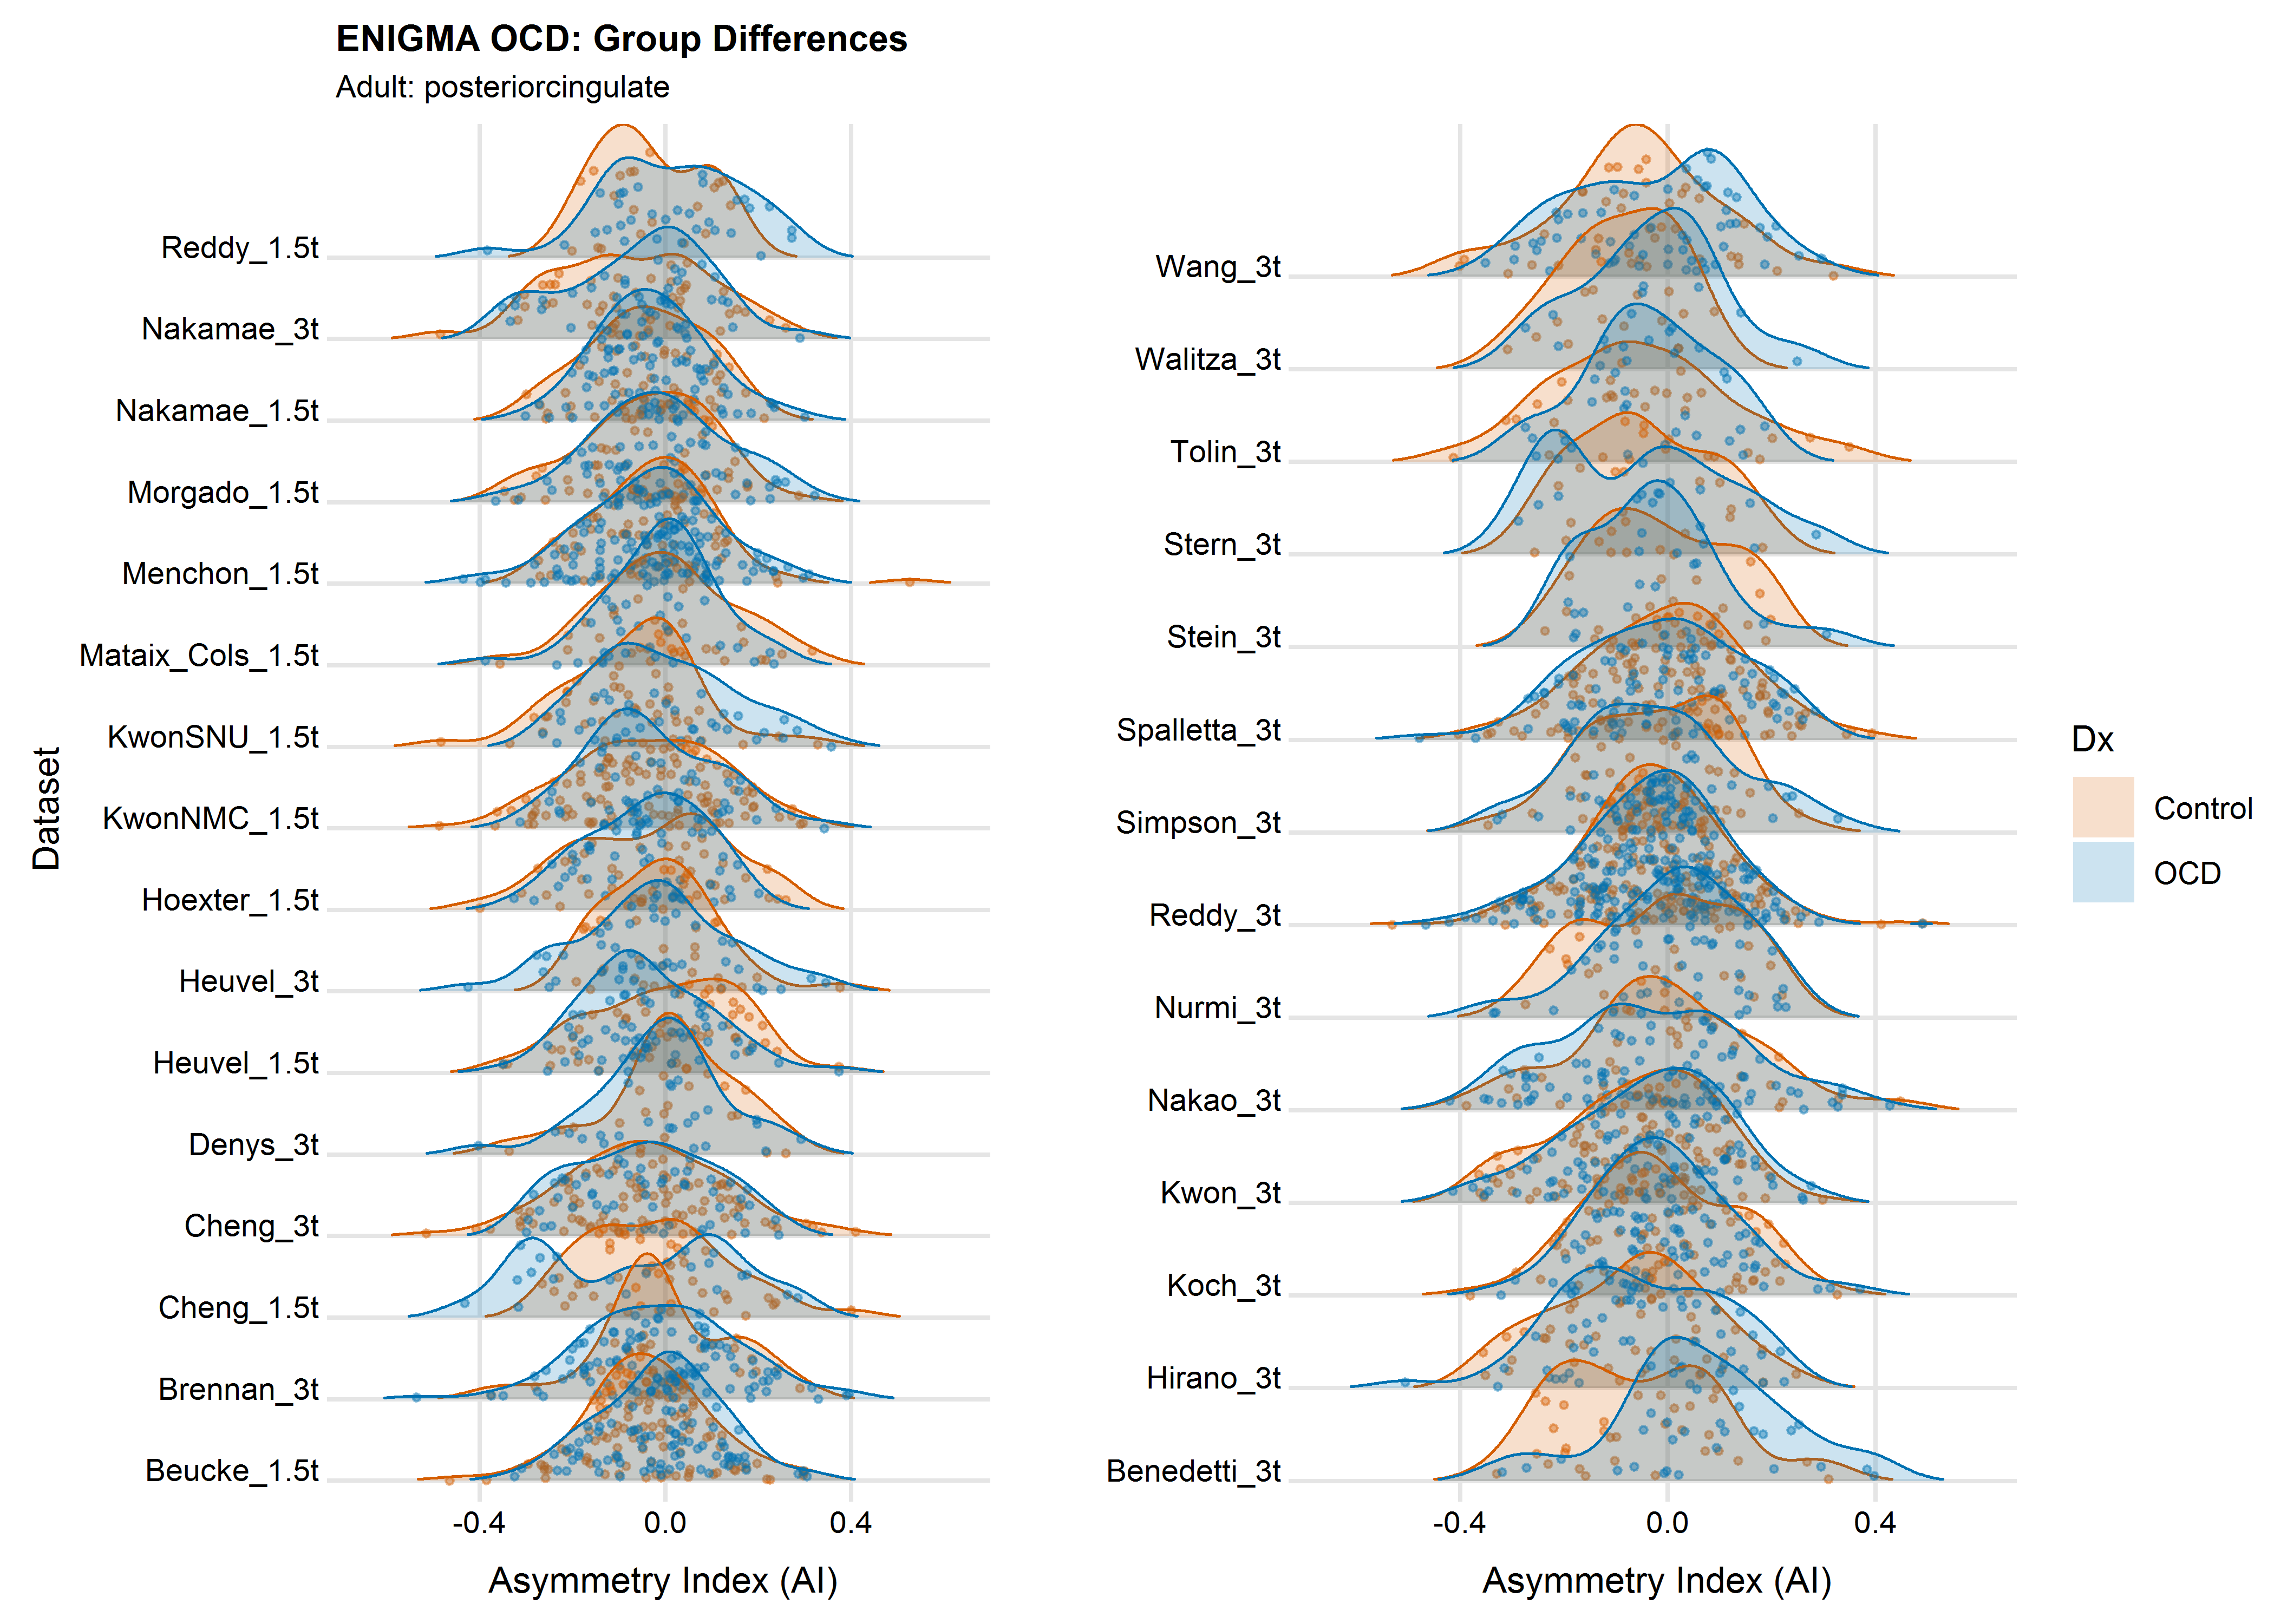 ENIGMA OCD: Group Differences
Adult: posteriorcingulate
Dataset
Reddy_1.5t
Nakamae_3t
Nakamae_1.5t
Morgado_1.5t
Menchon_1.5t
Mataix_Cols_1.5t
KwonSNU_1.5t
KwonNMC_1.5t
Hoexter_1.5t
Heuvel_3t
Heuvel_1.5t
Denys_3t
Cheng_3t
Cheng_1.5t
Brennan_3t
Beucke_1.5t
-0.4 0.0 0.4
Asymmetry Index (AI)
Wang_3t
Walitza_3t
Tolin_3t
Stern_3t
Stein_3t
Spalletta_3t
Simpson_3t
Reddy_3t
Nurmi_3t
Nakao_3t
Kwon_3t
Koch_3t
Hirano_3t
Benedetti_3t
-0.4 0.0 0.4
Asymmetry Index (AI)
Dx
Control
OCD